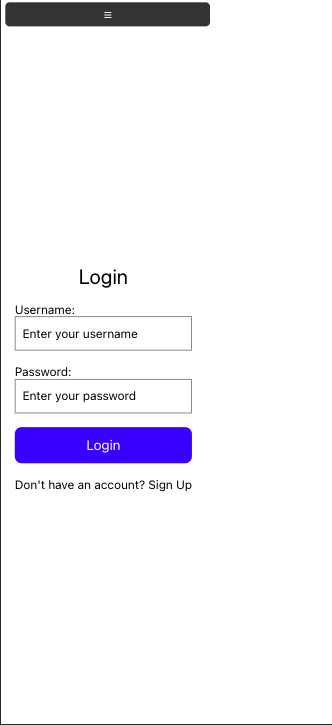 ≡
Login
Username:
Enter your username
Password:
Enter your password
Login
Don't have an account? Sign Up